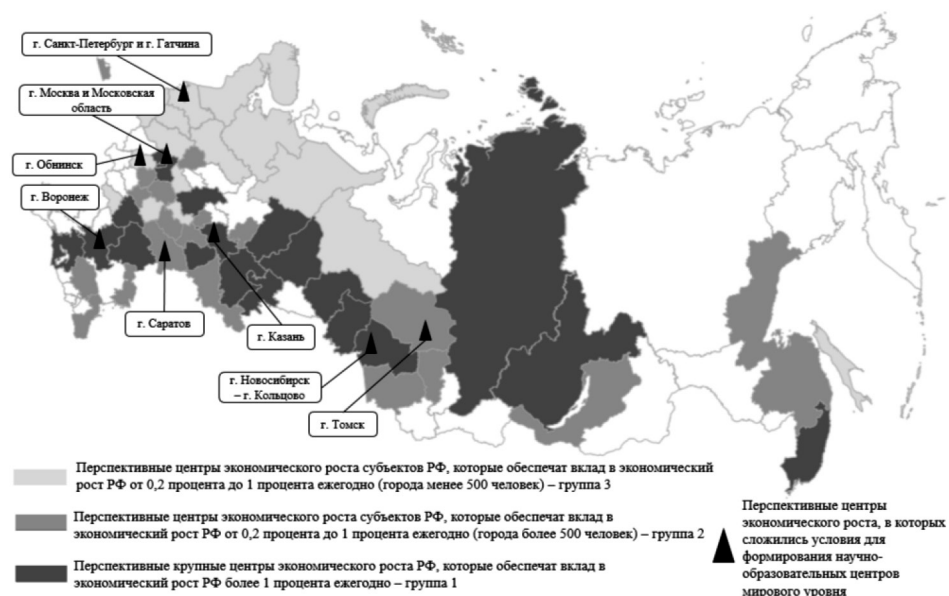 г. Санкт-Петербург и г. Гатчина
г. Москва и Московская
область
г. Обнинск
г. Воронеж
г. Саратов
г. Казань
г. Новосибирск
– г. Кольцово
г. Томск
Перспективные центры экономического роста субъектов РФ, которые обеспечат вклад в экономический
рост РФ от 0,2 процента до 1 процента ежегодно (города менее 500 человек) – группа 3
Перспективные центры экономического роста субъектов РФ, которые обеспечат вклад в
экономический рост РФ от 0,2 процента до 1 процента ежегодно (города более 500 человек) – группа 2
Перспективные крупные центры экономического роста РФ, которые обеспечат вклад в
экономический рост РФ более 1 процента ежегодно – группа 1
Перспективные центры
экономического роста, в которых
сложились условия для
формирования научно-
образовательных центров
мирового уровня